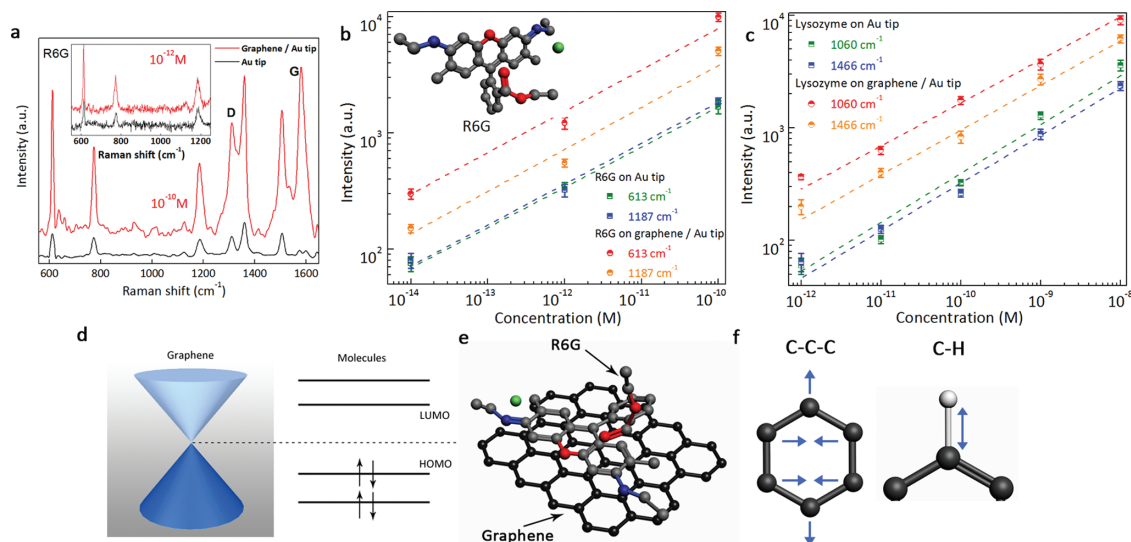 a
R6G
Graphene / Au tip
Au tip
10⁻¹²M
600 800 1000 1200
Raman shift (cm⁻¹)
D
G
10⁻¹⁰M
Intensity (a.u.)
600 800 1000 1200 1400 1600
Raman shift (cm⁻¹)
b
R6G
10⁴
10³
10²
Intensity (a.u.)
R6G on Au tip
613 cm⁻¹
1187 cm⁻¹
R6G on graphene / Au tip
613 cm⁻¹
1187 cm⁻¹
10⁻¹⁴ 10⁻¹³ 10⁻¹² 10⁻¹¹ 10⁻¹⁰
Concentration (M)
c
10⁴
10³
10²
Intensity (a.u.)
Lysozyme on Au tip
1060 cm⁻¹
1466 cm⁻¹
Lysozyme on graphene / Au tip
1060 cm⁻¹
1466 cm⁻¹
10⁻¹² 10⁻¹¹ 10⁻¹⁰ 10⁻⁹ 10⁻⁸
Concentration (M)
d
Graphene
Molecules
LUMO
HOMO
e
R6G
Graphene
f
C-C-C
C-H